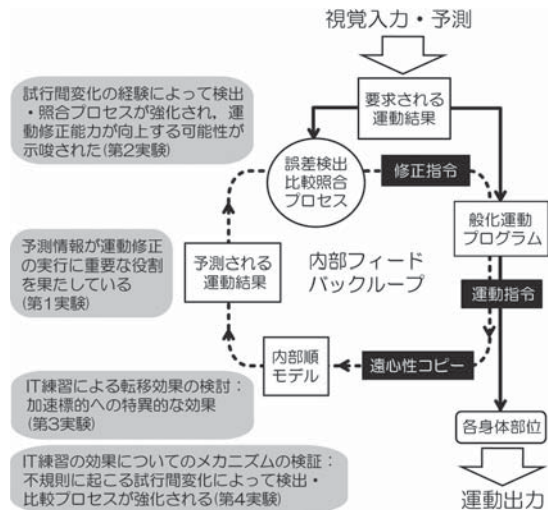 視覚入力・予測
要求される
運動結果
試行間変化の経験によって検出
・照合プロセスが強化され，運
動修正能力が向上する可能性が
示唆された(第2実験)
誤差検出
比較照合
プロセス
修正指令
般化運動
プログラム
予測情報が運動修正
の実行に重要な役割
を果たしている
(第1実験)
予測される
運動結果
内部フィード
バックループ
運動指令
内部順
モデル
遠心性コピー
IT練習による転移効果の検討：
加速標的への特異的な効果
(第3実験)
各身体部位
IT練習の効果についてのメカニズムの検証：
不規則に起こる試行間変化によって検出・
比較プロセスが強化される(第4実験)
運動出力